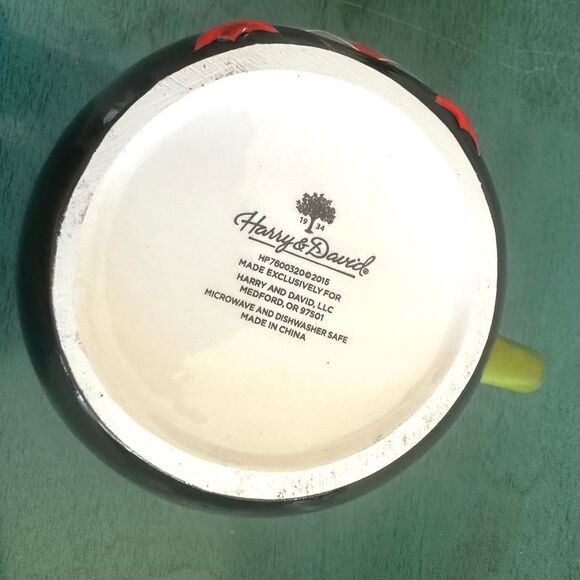 19 34
Harry & David®
HP7800320©2015
MADE EXCLUSIVELY FOR
HARRY AND DAVID, LLC
MEDFORD, OR 97501
MICROWAVE AND DISHWASHER SAFE
MADE IN CHINA